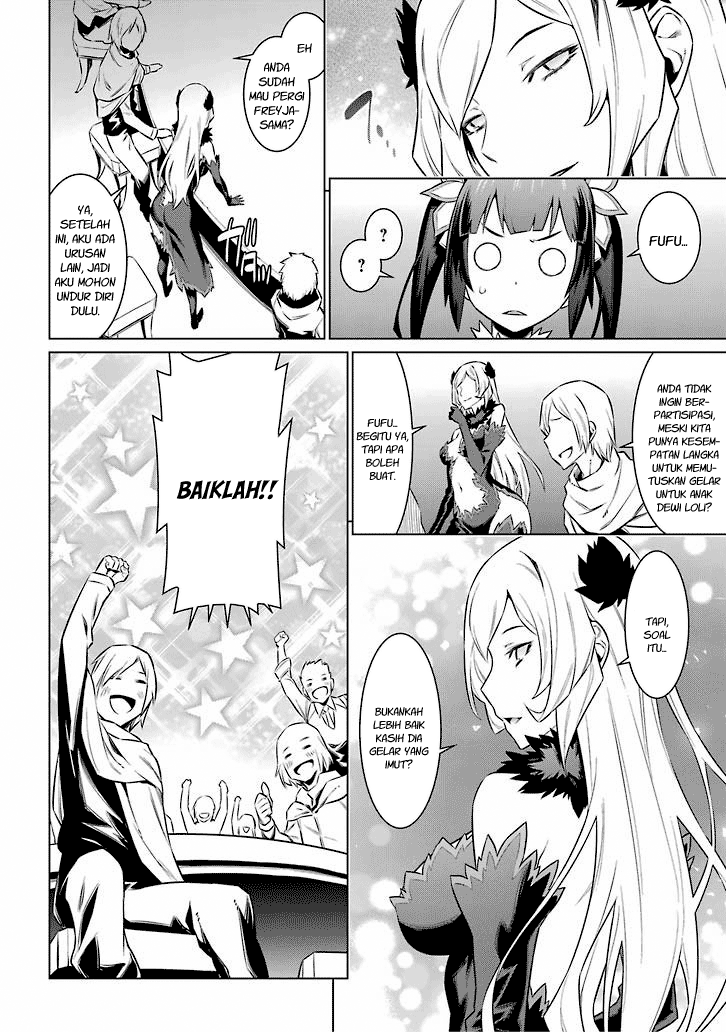 FUFU...
?
?
EH
ANDA
SUDAH
MAU PERGI
FREYJA-
SAMA?
YA,
SETELAH
INI, AKU ADA
URUSAN
LAIN, JADI
AKU MOHON
UNDUR DIRI
DULU.
ANDA TIDAK
INGIN BER-
PARTISIPASI,
MESKI KITA
PUNYA KESEM-
PATAN LANGKA
UNTUK MEMU-
TUSKAN GELAR
UNTUK ANAK
DEWI LOLI?
FUFU...
BEGITU YA,
TAPI APA
BOLEH
BUAT.
TAPI,
SOAL
ITU...
BUKANKAH
LEBIH BAIK
KASIH DIA
GELAR YANG
IMUT?
BAIKLAH!!